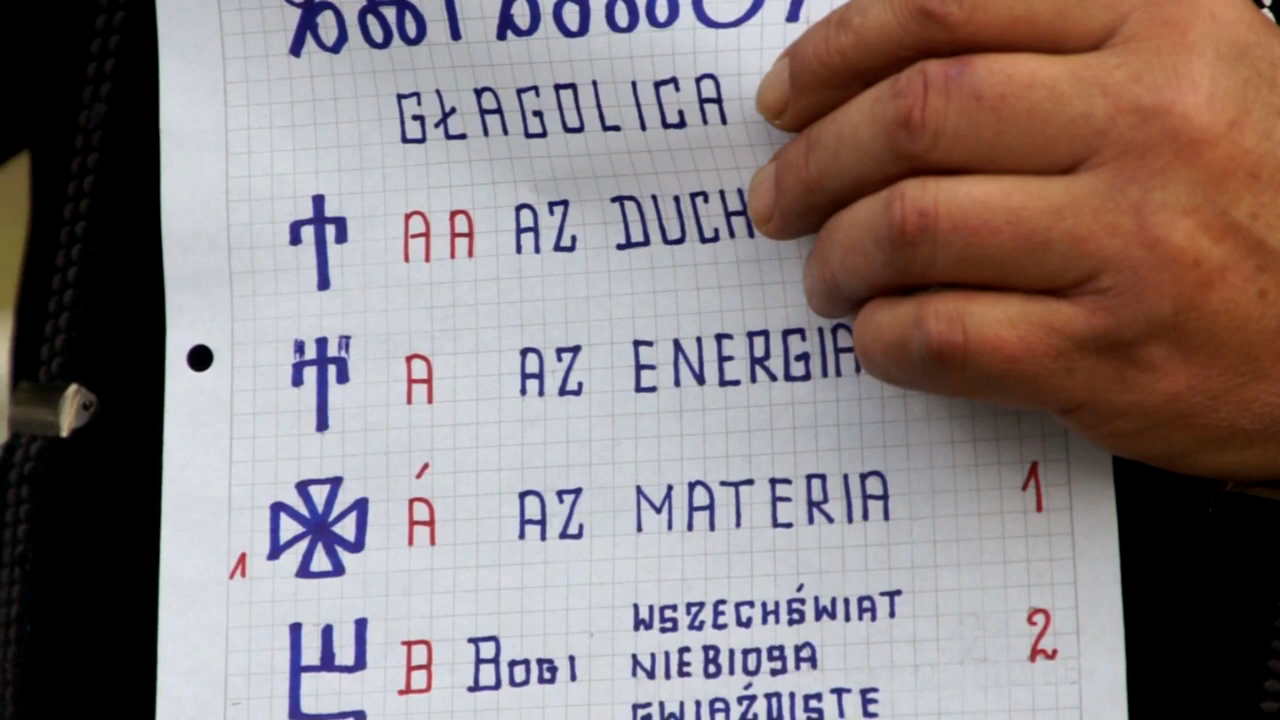 GŁAGOLICA
AA AZ DUCH
A AZ ENERGIA
1 Á AZ MATERIA 1
B BOGI WSZECHŚWIAT 2
NIEBIOSA
GWIAŹDISTE